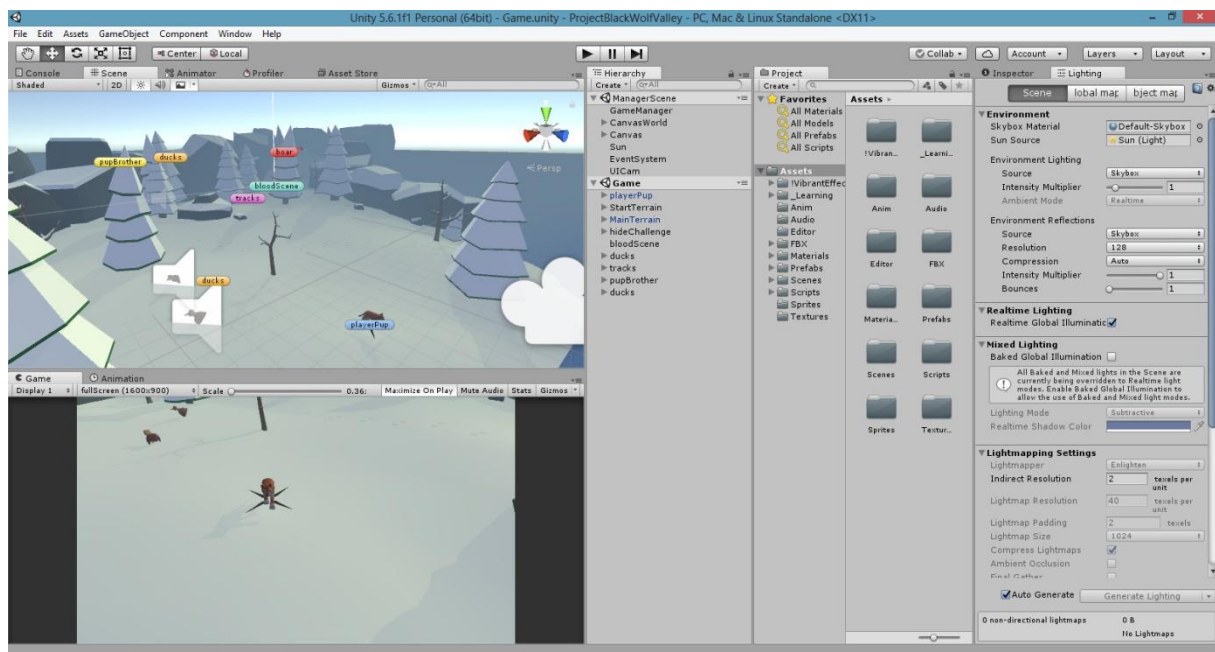 Unity 5.6.1f1 Personal (64bit) - Game.unity - ProjectBlackWolfValley - PC, Mac & Linux Standalone <DX11>
File Edit Assets GameObject Component Window Help
Center Local Collab Account Layers Layout
Console Scene Animator Profiler Asset Store
Shaded 2D Gizmos All
pupBrother
ducks
boar
bloodScene
tracks
Persp
ducks
playerPup
Game Animation
Display 1 fullScreen (1600x900) Scale 0.36: Maximize On Play Mute Audio Stats Gizmos
Hierarchy
Create All
ManagerScene
GameManager
CanvasWorld
Canvas
Sun
EventSystem
UICam
Game
playerPup
StartTerrain
MainTerrain
hideChallenge
bloodScene
ducks
tracks
pupBrother
ducks
Project
Create
Favorites
All Materials
All Models
All Prefabs
All Scripts
Assets
!VibrantEffec
_Learning
Anim
Audio
Editor
FBX
Materials
Prefabs
Scenes
Scripts
Sprites
Textures
Assets
!Vibran... _Learni...
Anim Audio
Editor FBX
Materia... Prefabs
Scenes Scripts
Sprites Textur...
Inspector Lighting
Scene lobal map bject map
Environment
Skybox Material Default-Skybox
Sun Source Sun (Light)
Environment Lighting
Source Skybox
Intensity Multiplier 1
Ambient Mode Realtime
Environment Reflections
Source Skybox
Resolution 128
Compression Auto
Intensity Multiplier 1
Bounces 1
Realtime Lighting
Realtime Global Illuminatic
Mixed Lighting
Baked Global Illumination
All Baked and Mixed lights in the Scene are
currently being overridden to Realtime light
modes. Enable Baked Global Illumination to
allow the use of Baked and Mixed light modes.
Lighting Mode Subtractive
Realtime Shadow Color
Lightmapping Settings
Lightmapper Enlighten
Indirect Resolution 2 texels per
unit
Lightmap Resolution 40 texels per
unit
Lightmap Padding 2 texels
Lightmap Size 1024
Compress Lightmaps
Ambient Occlusion
Final Gather
Auto Generate Generate Lighting
0 non-directional lightmaps 0 B
No Lightmaps